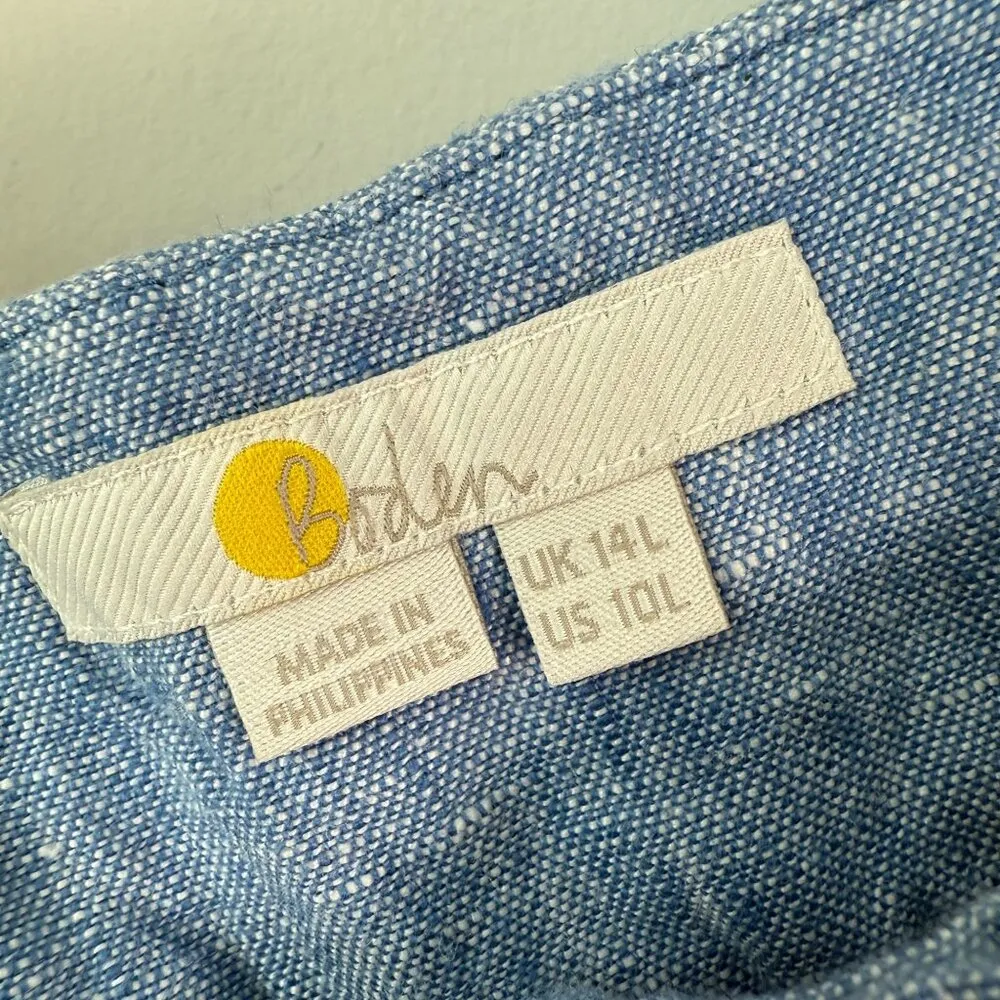 Boden
MADE IN
PHILIPPINES
UK 14L
US 10L